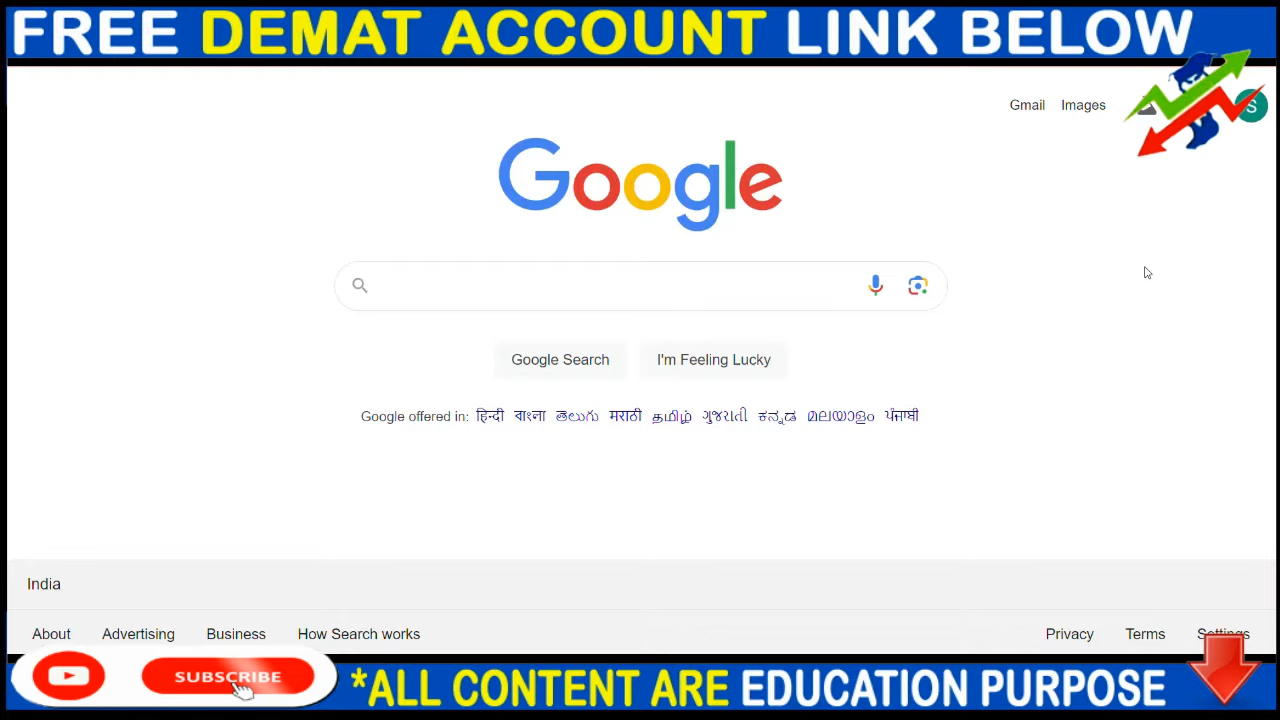 FREE DEMAT ACCOUNT LINK BELOW
Gmail Images
S
Google
Google Search I'm Feeling Lucky
Google offered in: हिन्दी বাংলা తెలుగు मराठी தமிழ் ગુજરાતી ಕನ್ನಡ മലയാളം ਪੰਜਾਬੀ
India
About Advertising Business How Search works Privacy Terms Settings
SUBSCRIBE
*ALL CONTENT ARE EDUCATION PURPOSE